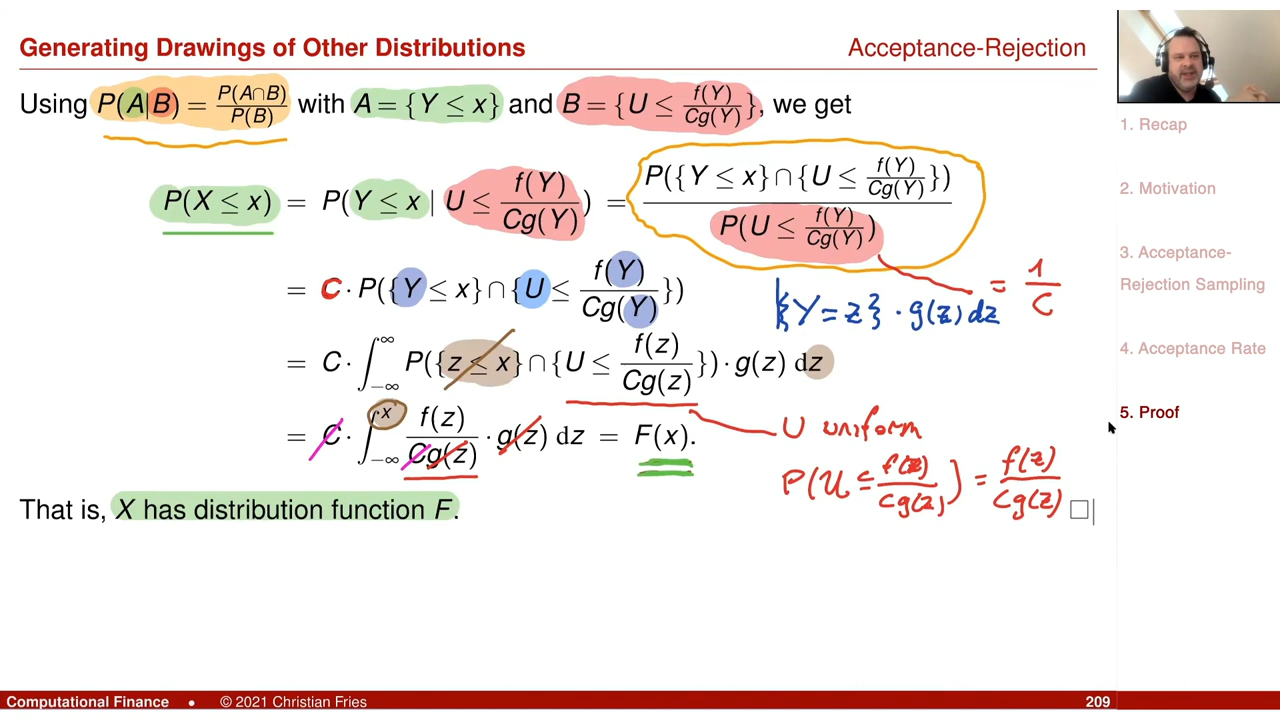 Generating Drawings of Other Distributions
Acceptance-Rejection
Using P(A|B) = P(A∩B)/P(B) with A = {Y ≤ x} and B = {U ≤ f(Y)/Cg(Y)}, we get
P(X ≤ x) = P(Y ≤ x | U ≤ f(Y)/Cg(Y)) = P({Y ≤ x} ∩ {U ≤ f(Y)/Cg(Y)}) / P(U ≤ f(Y)/Cg(Y))
= 1/C
= C · P({Y ≤ x} ∩ {U ≤ f(Y)/Cg(Y)})
{Y = z} · g(z) dz
= C · ∫_{-∞}^{∞} P({z ≤ x} ∩ {U ≤ f(z)/Cg(z)}) · g(z) dz
= C · ∫_{-∞}^{x} f(z)/Cg(z) · g(z) dz = F(x).
U uniform
P(U ≤ f(z)/Cg(z)) = f(z)/Cg(z)
That is, X has distribution function F. □
1. Recap
2. Motivation
3. Acceptance-
Rejection Sampling
4. Acceptance Rate
5. Proof
Computational Finance • © 2021 Christian Fries
209